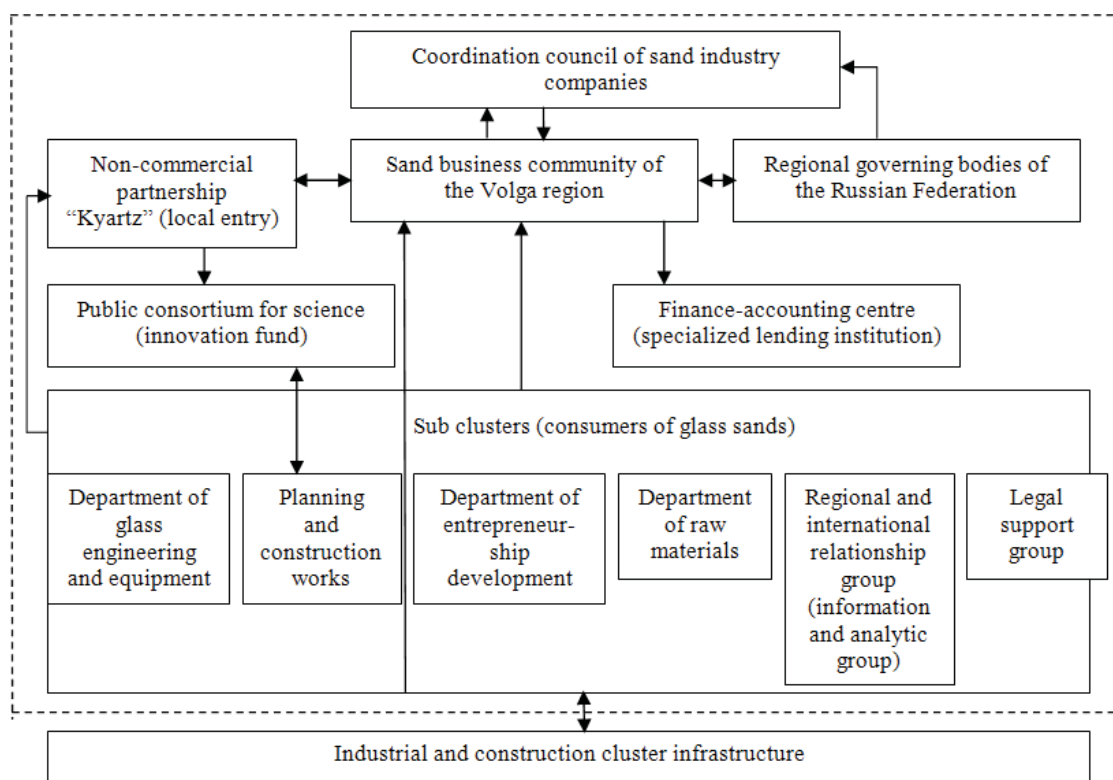 Coordination council of sand industry
companies
Non-commercial
partnership
“Kyartz” (local entry)
Sand business community of
the Volga region
Regional governing bodies of
the Russian Federation
Public consortium for science
(innovation fund)
Finance-accounting centre
(specialized lending institution)
Sub clusters (consumers of glass sands)
Department of
glass
engineering
and equipment
Planning
and
construction
works
Department of
entrepreneur-
ship
development
Department
of raw
materials
Regional and
international
relationship
group
(information
and analytic
group)
Legal
support
group
Industrial and construction cluster infrastructure